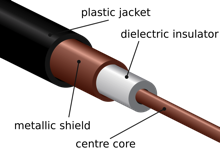 plastic jacket
dielectric insulator
metallic shield
centre core